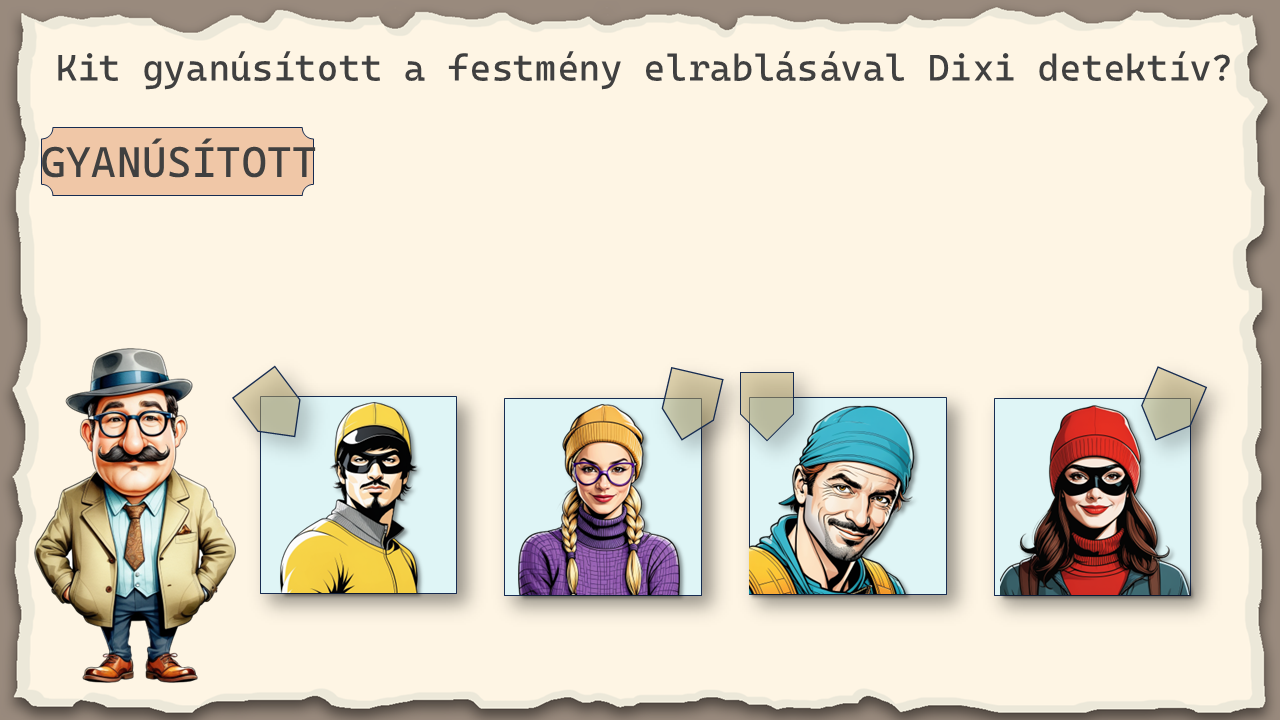 Kit gyanúsított a festmény elrablásával Dixi detektív?
GYANÚSÍTOTT